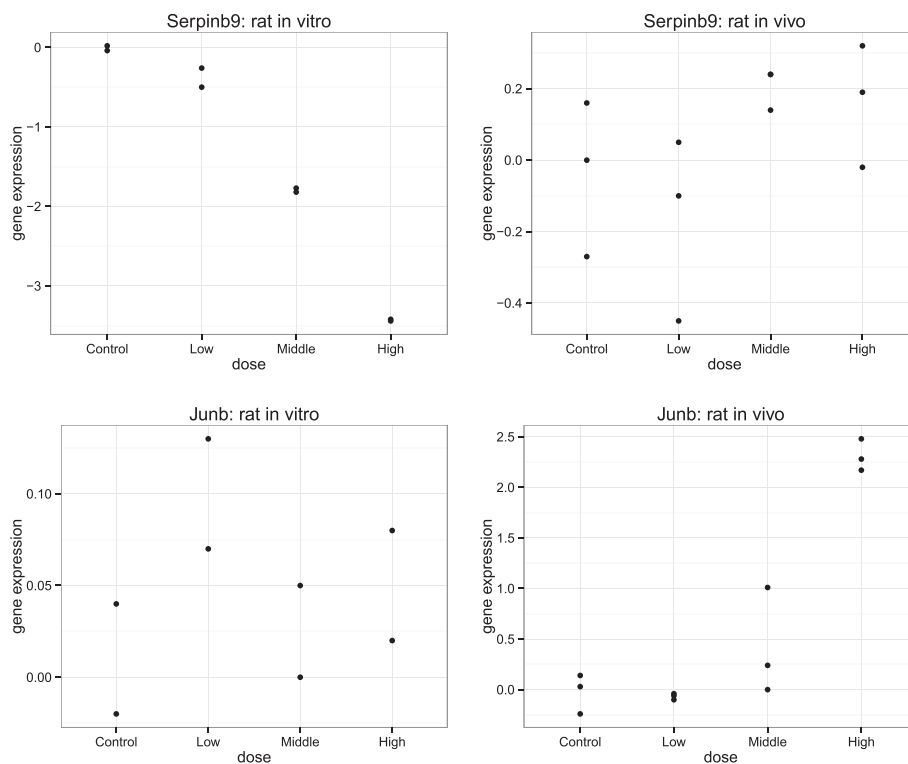 Serpinb9: rat in vitro
gene expression
0
−1
−2
−3
Control Low Middle High
dose
Serpinb9: rat in vivo
gene expression
0.2
0.0
−0.2
−0.4
Control Low Middle High
dose
Junb: rat in vitro
gene expression
0.10
0.05
0.00
Control Low Middle High
dose
Junb: rat in vivo
gene expression
2.5
2.0
1.5
1.0
0.5
0.0
Control Low Middle High
dose